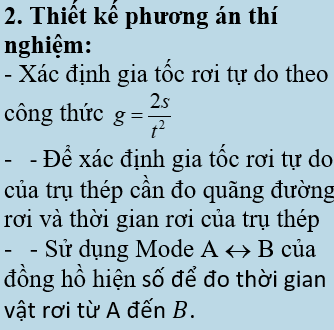 2. Thiết kế phương án thí
nghiệm:
- Xác định gia tốc rơi tự do theo
công thức g = 2s/t²
- - Để xác định gia tốc rơi tự do
của trụ thép cần đo quãng đường
rơi và thời gian rơi của trụ thép
- - Sử dụng Mode A ↔ B của
đồng hồ hiện số để đo thời gian
vật rơi từ A đến B.